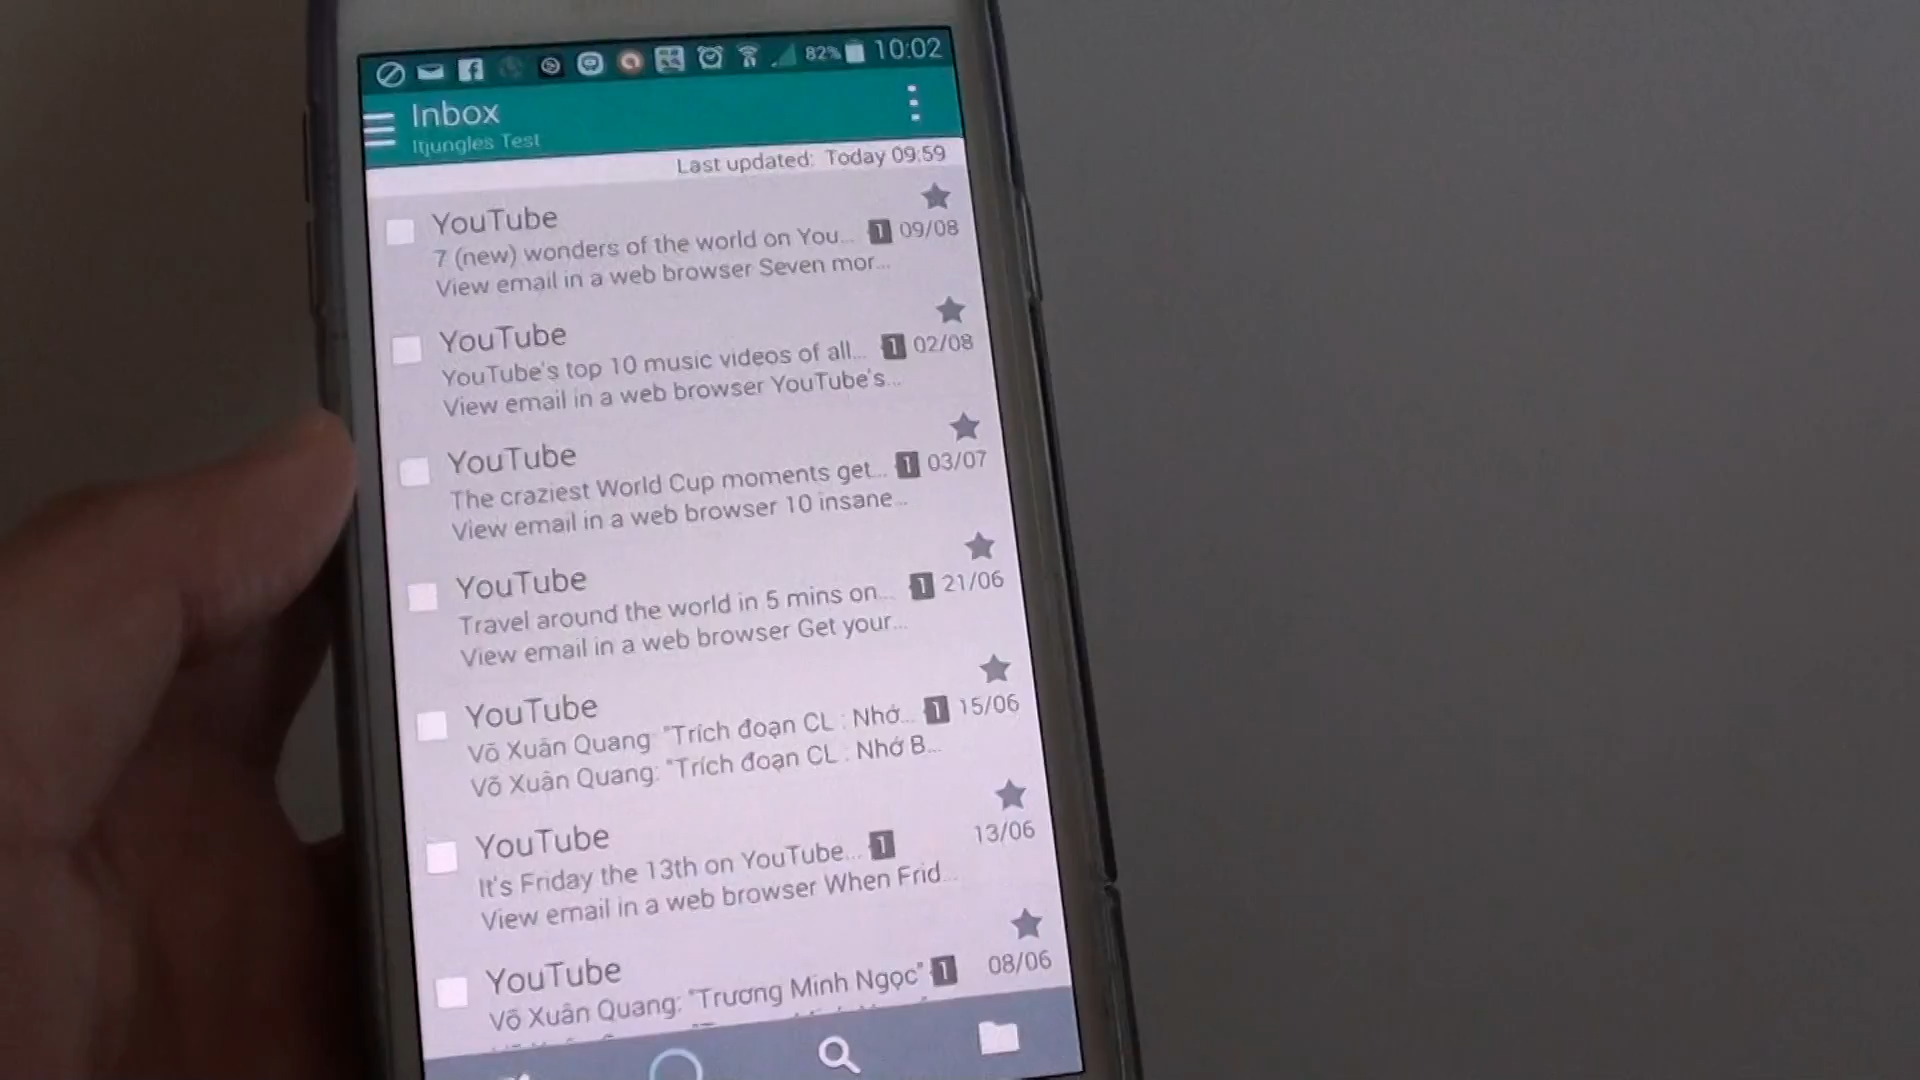 82% 10:02
Inbox
Itjungles Test
Last updated: Today 09:59
YouTube
7 (new) wonders of the world on You... 1 09/08
View email in a web browser Seven mor...
YouTube
YouTube's top 10 music videos of all... 1 02/08
View email in a web browser YouTube's...
YouTube
The craziest World Cup moments get... 1 03/07
View email in a web browser 10 insane...
YouTube
Travel around the world in 5 mins on... 1 21/06
View email in a web browser Get your...
YouTube
Võ Xuân Quang: "Trích đoạn CL : Nhớ... 1 15/06
Võ Xuân Quang: "Trích đoạn CL : Nhớ B...
YouTube
It's Friday the 13th on YouTube... 1 13/06
View email in a web browser When Frid...
YouTube
Võ Xuân Quang: "Trương Minh Ngọc" 1 08/06